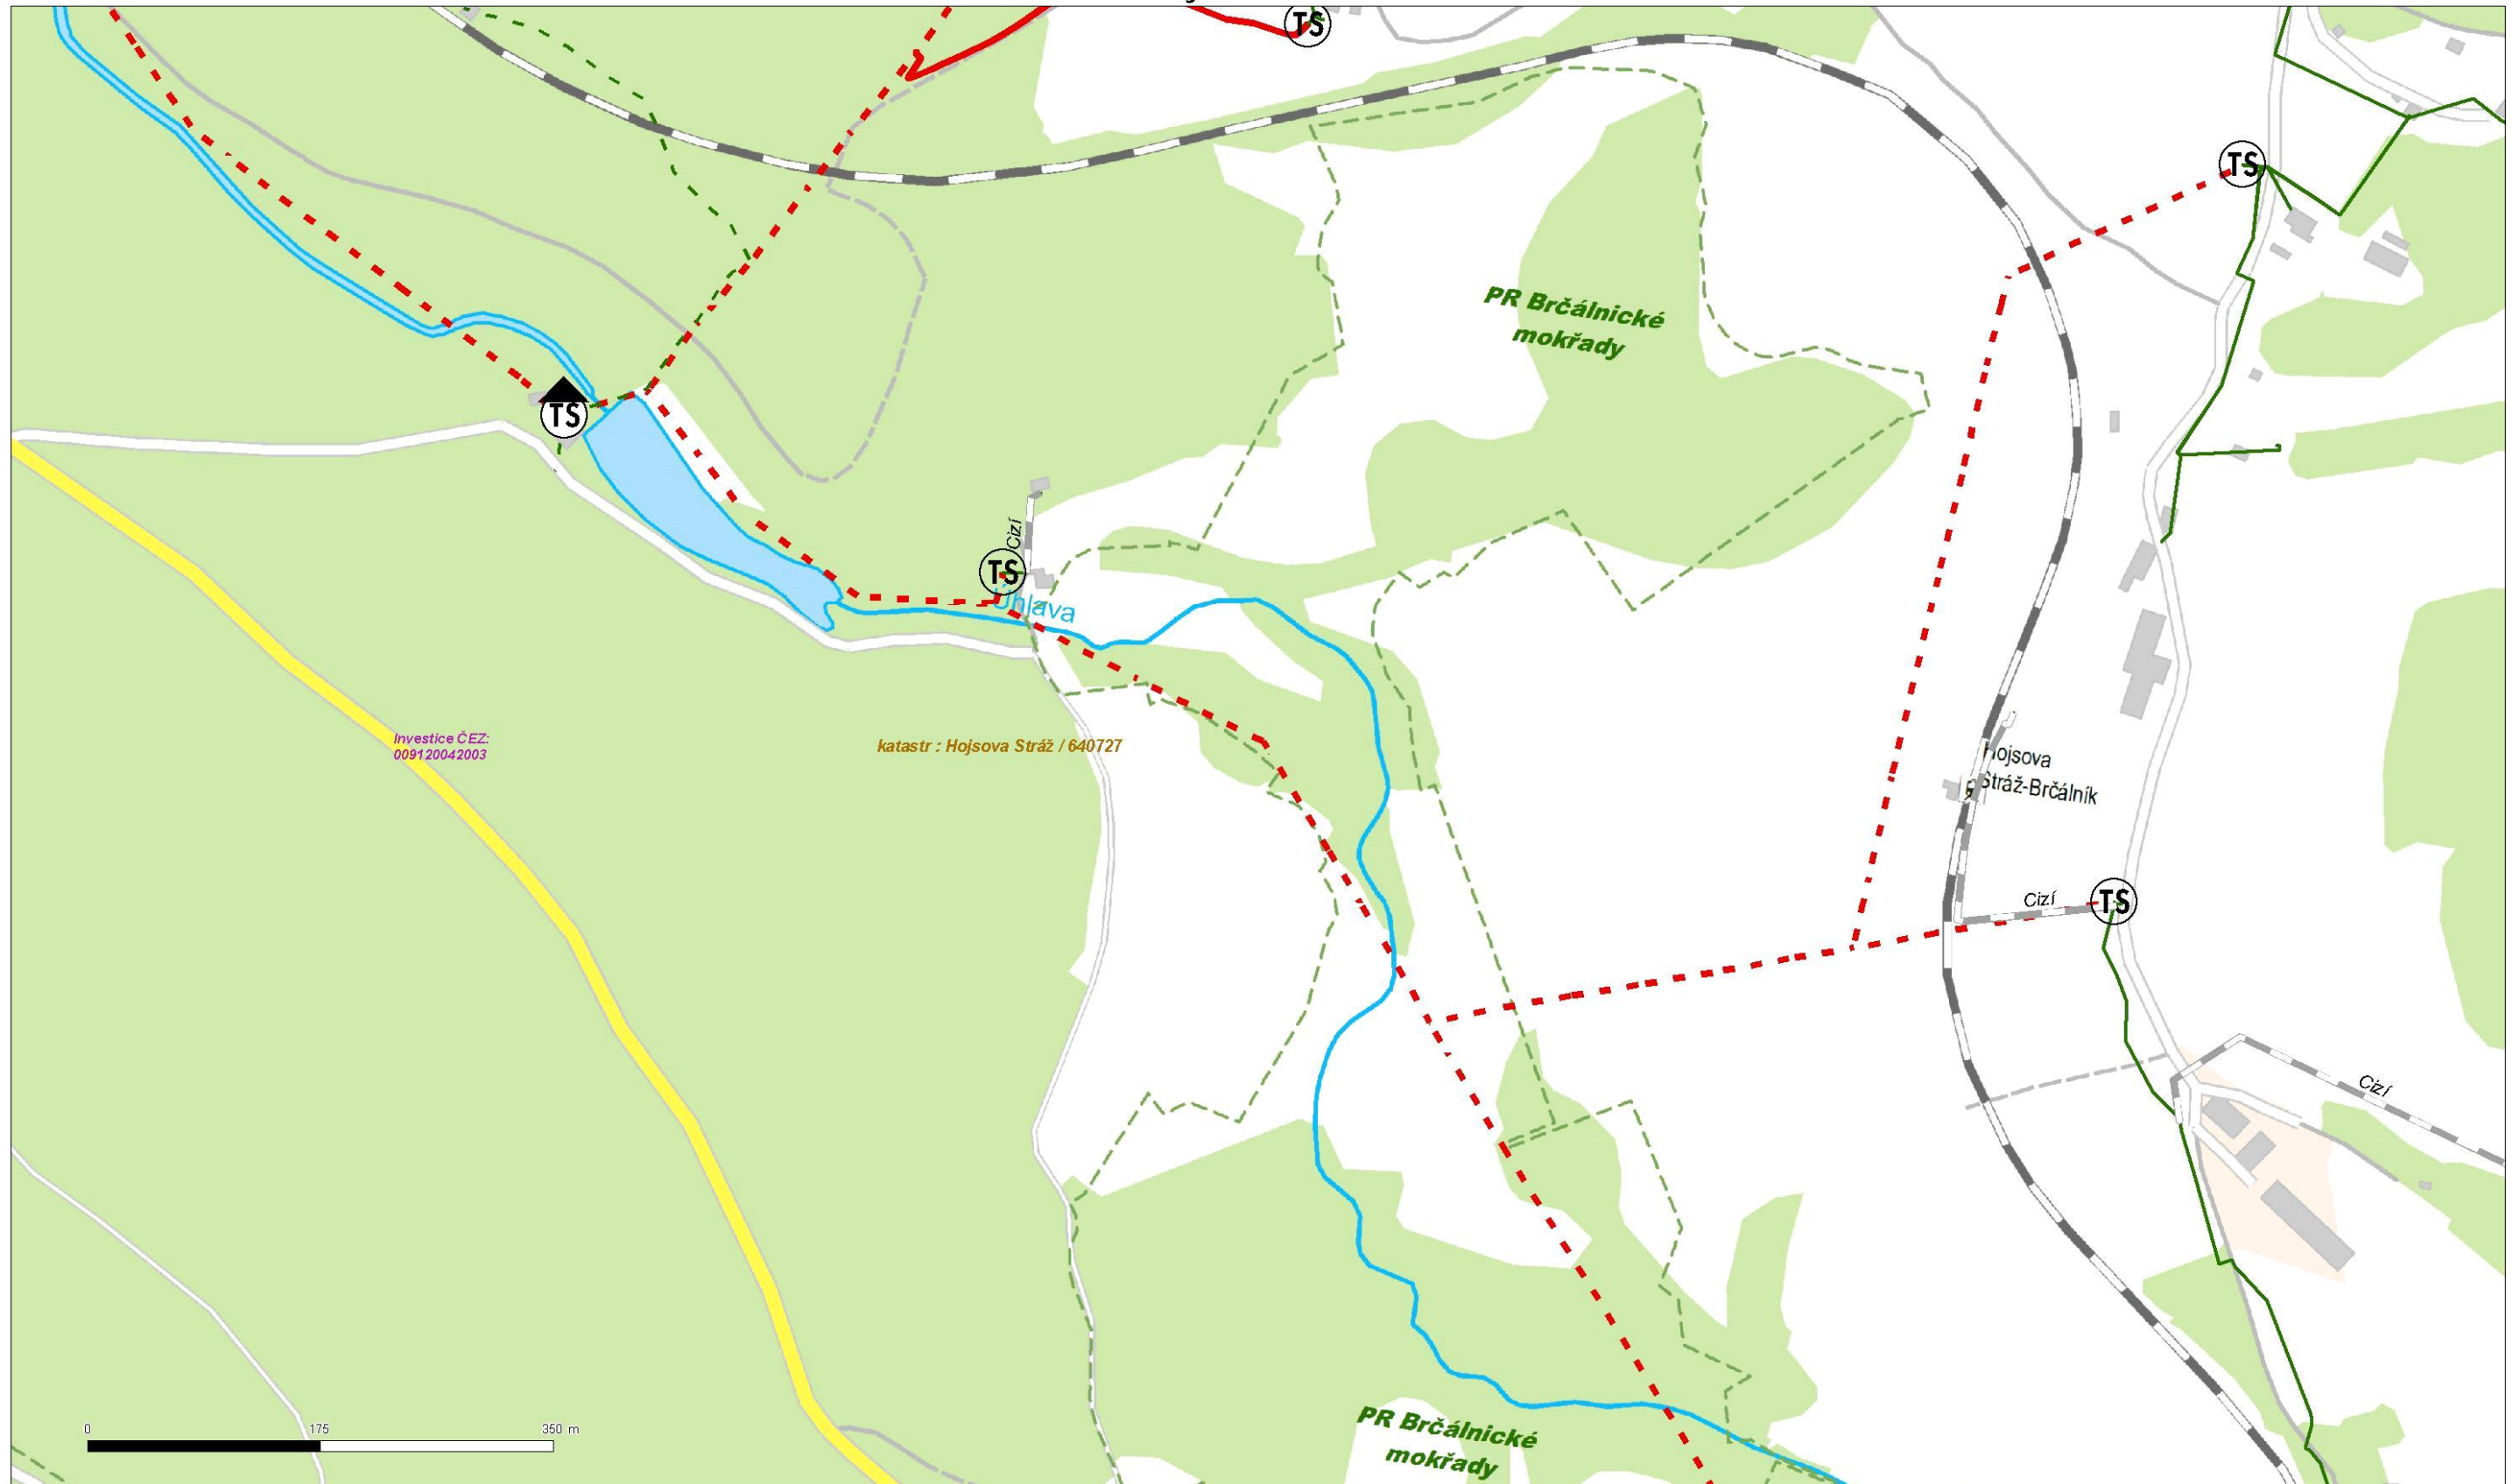 TS
TS
PR Brčálnické
mokřady
TS
Cizí
TS
Úhlava
Investice ČEZ:
009120042003
katastr : Hojsova Stráž / 640727
Hojsova
Stráž-Brčálník
Cizí
TS
Cizí
PR Brčálnické
mokřady
0 175 350 m